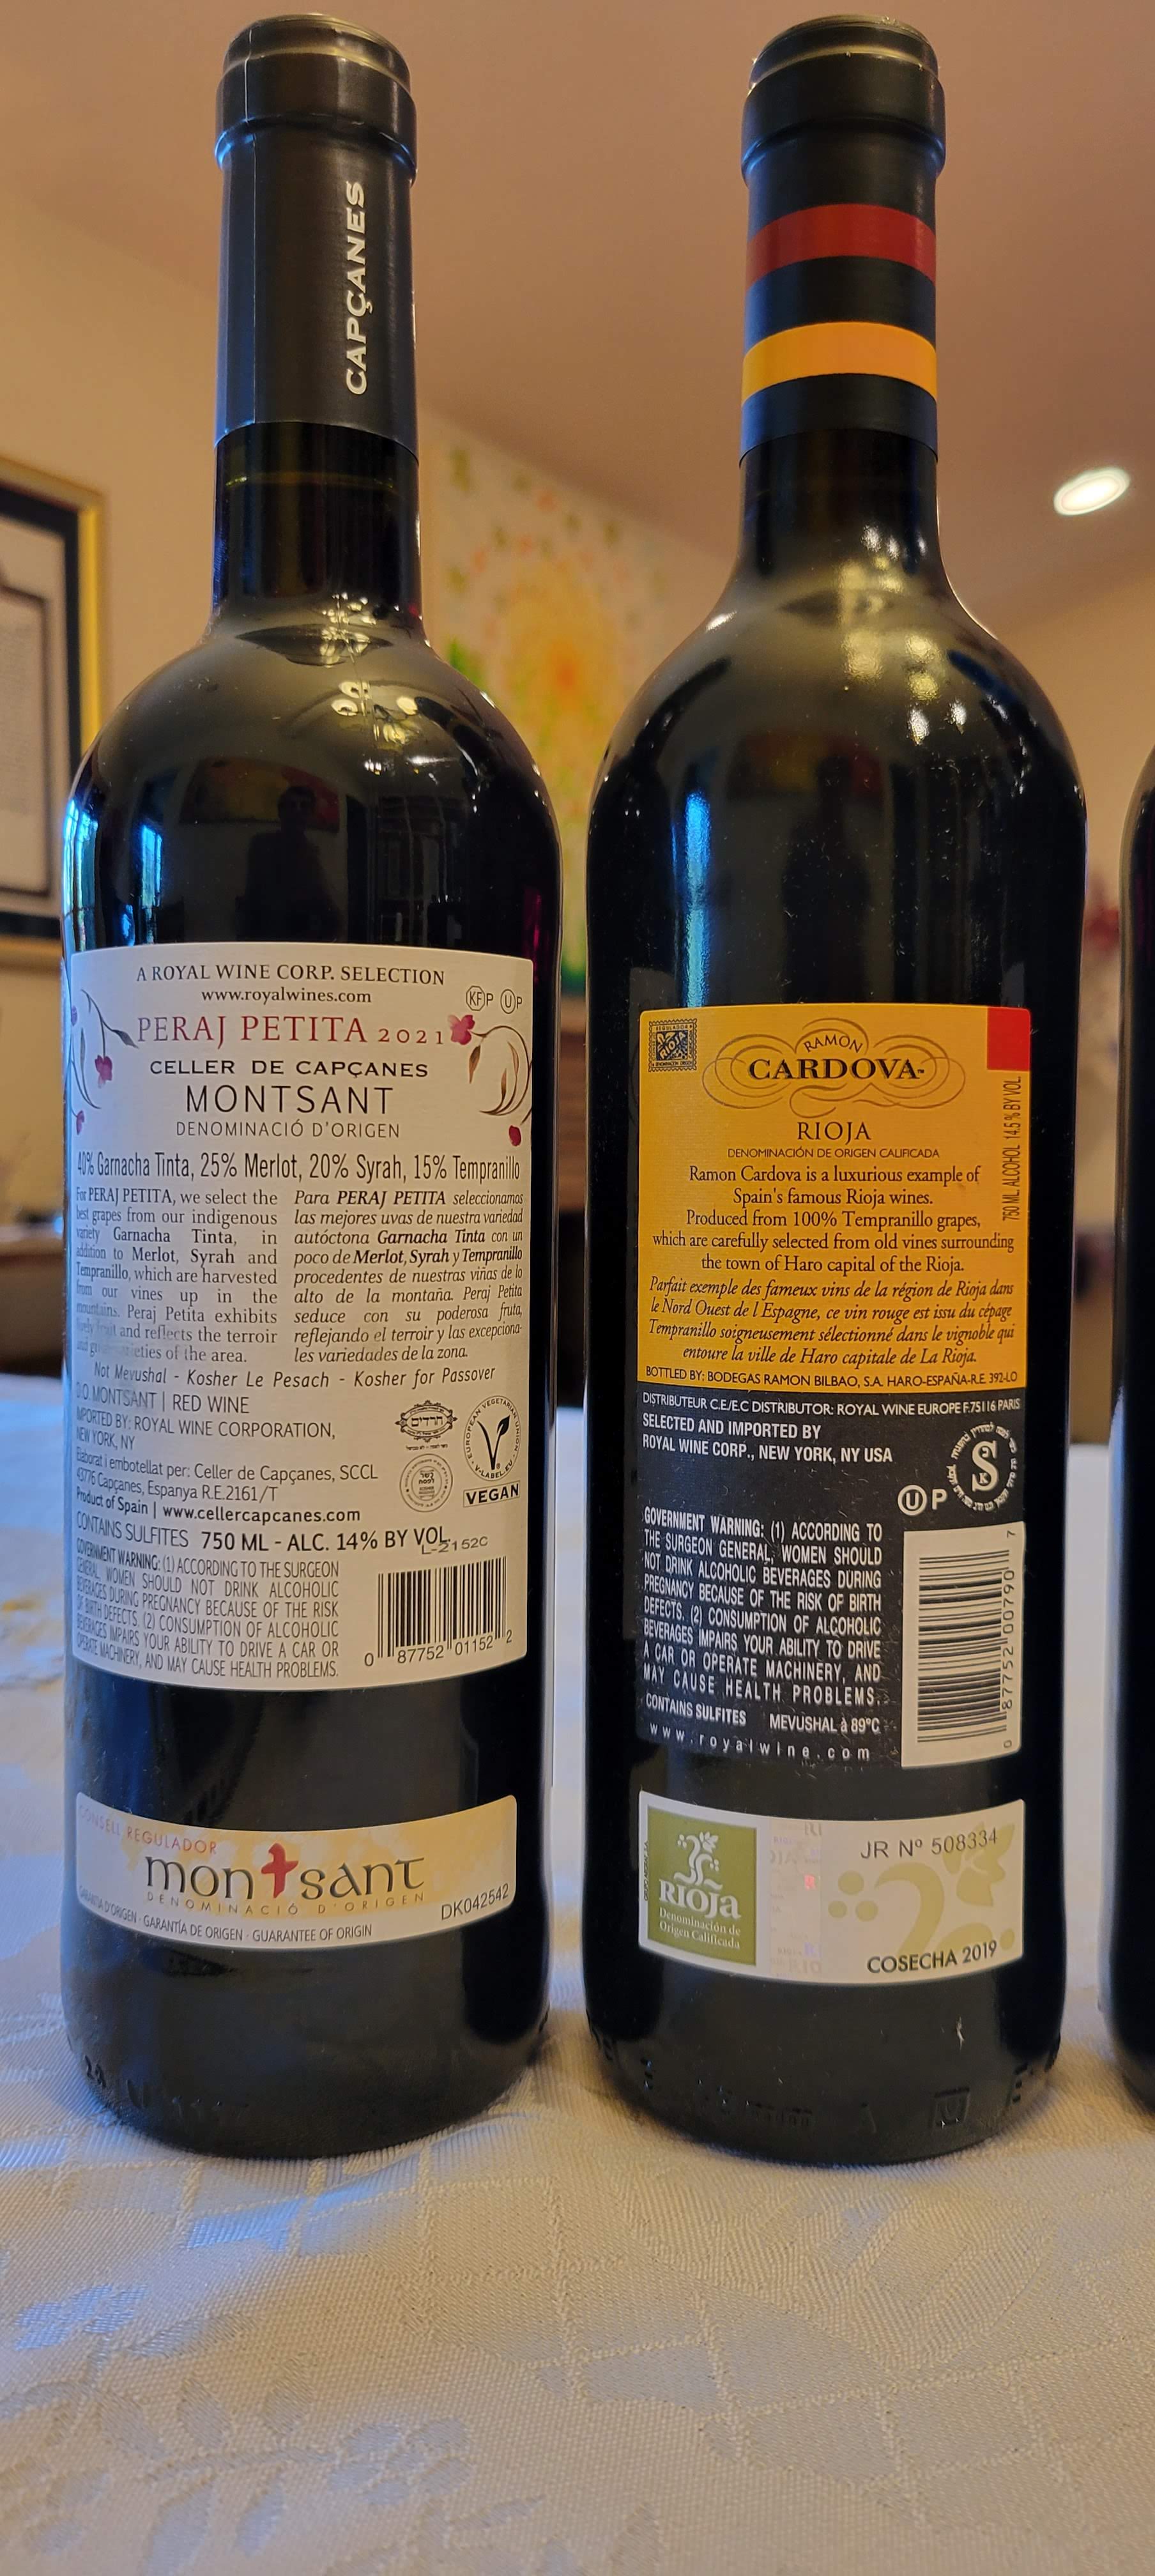 CAPÇANES
A ROYAL WINE CORP. SELECTION
www.royalwines.com
KF P U P
PERAJ PETITA 2021
CELLER DE CAPÇANES
MONTSANT
DENOMINACIÓ D'ORIGEN
40% Garnacha Tinta, 25% Merlot, 20% Syrah, 15% Tempranillo
For PERAJ PETITA, we select the
best grapes from our indigenous
variety Garnacha Tinta, in
addition to Merlot, Syrah and
Tempranillo, which are harvested
from our vines up in the
mountains. Peraj Petita exhibits
and reflects the terroir
of the area.
Para PERAJ PETITA seleccionamos
las mejores uvas de nuestra variedad
autóctona Garnacha Tinta con un
poco de Merlot, Syrah y Tempranillo
procedentes de nuestras viñas de lo
alto de la montaña. Peraj Petita
seduce con su poderosa fruta,
reflejando el terroir y las excepciona-
les variedades de la zona.
Not Mevushal - Kosher Le Pesach - Kosher for Passover
D.O. MONTSANT | RED WINE
IMPORTED BY: ROYAL WINE CORPORATION,
NEW YORK, NY
Elaborat i embotellat per: Celler de Capçanes, SCCL
43776 Capçanes, Espanya R.E.2161/T
Product of Spain | www.cellercapcanes.com
EUROPEAN VEGETARIAN UNION
V-LABEL.EU
VEGAN
CONTAINS SULFITES 750 ML - ALC. 14% BY VOL.
L-2152C
GOVERNMENT WARNING: (1) ACCORDING TO THE SURGEON
GENERAL, WOMEN SHOULD NOT DRINK ALCOHOLIC
BEVERAGES DURING PREGNANCY BECAUSE OF THE RISK
OF BIRTH DEFECTS. (2) CONSUMPTION OF ALCOHOLIC
BEVERAGES IMPAIRS YOUR ABILITY TO DRIVE A CAR OR
OPERATE MACHINERY, AND MAY CAUSE HEALTH PROBLEMS.
0 87752 01152 2
CONSELL REGULADOR
montsant
DENOMINACIÓ D'ORIGEN
GARANTIA D'ORIGEN · GARANTÍA DE ORIGEN · GUARANTEE OF ORIGIN
DK042542
RAMON
CARDOVA
RIOJA
DENOMINACIÓN DE ORIGEN CALIFICADA
Ramon Cardova is a luxurious example of
Spain's famous Rioja wines.
Produced from 100% Tempranillo grapes,
which are carefully selected from old vines surrounding
the town of Haro capital of the Rioja.
Parfait exemple des fameux vins de la région de Rioja dans
le Nord Ouest de l Espagne, ce vin rouge est issu du cépage
Tempranillo soigneusement sélectionné dans le vignoble qui
entoure la ville de Haro capitale de La Rioja.
750 ML. ALCOHOL 14.5 % BY VOL.
BOTTLED BY: BODEGAS RAMON BILBAO, S.A. HARO-ESPAÑA-R.E. 392-LO
DISTRIBUTEUR C.E/E.C DISTRIBUTOR: ROYAL WINE EUROPE F.75116 PARIS
SELECTED AND IMPORTED BY
ROYAL WINE CORP., NEW YORK, NY USA
U P
GOVERNMENT WARNING: (1) ACCORDING TO
THE SURGEON GENERAL, WOMEN SHOULD
NOT DRINK ALCOHOLIC BEVERAGES DURING
PREGNANCY BECAUSE OF THE RISK OF BIRTH
DEFECTS. (2) CONSUMPTION OF ALCOHOLIC
BEVERAGES IMPAIRS YOUR ABILITY TO DRIVE
A CAR OR OPERATE MACHINERY, AND
MAY CAUSE HEALTH PROBLEMS.
CONTAINS SULFITES MEVUSHAL à 89°C
www.royalwine.com
0 87752 00790 7
RIOJA
Denominación de
Origen Calificada
JR Nº 508334
COSECHA 2019